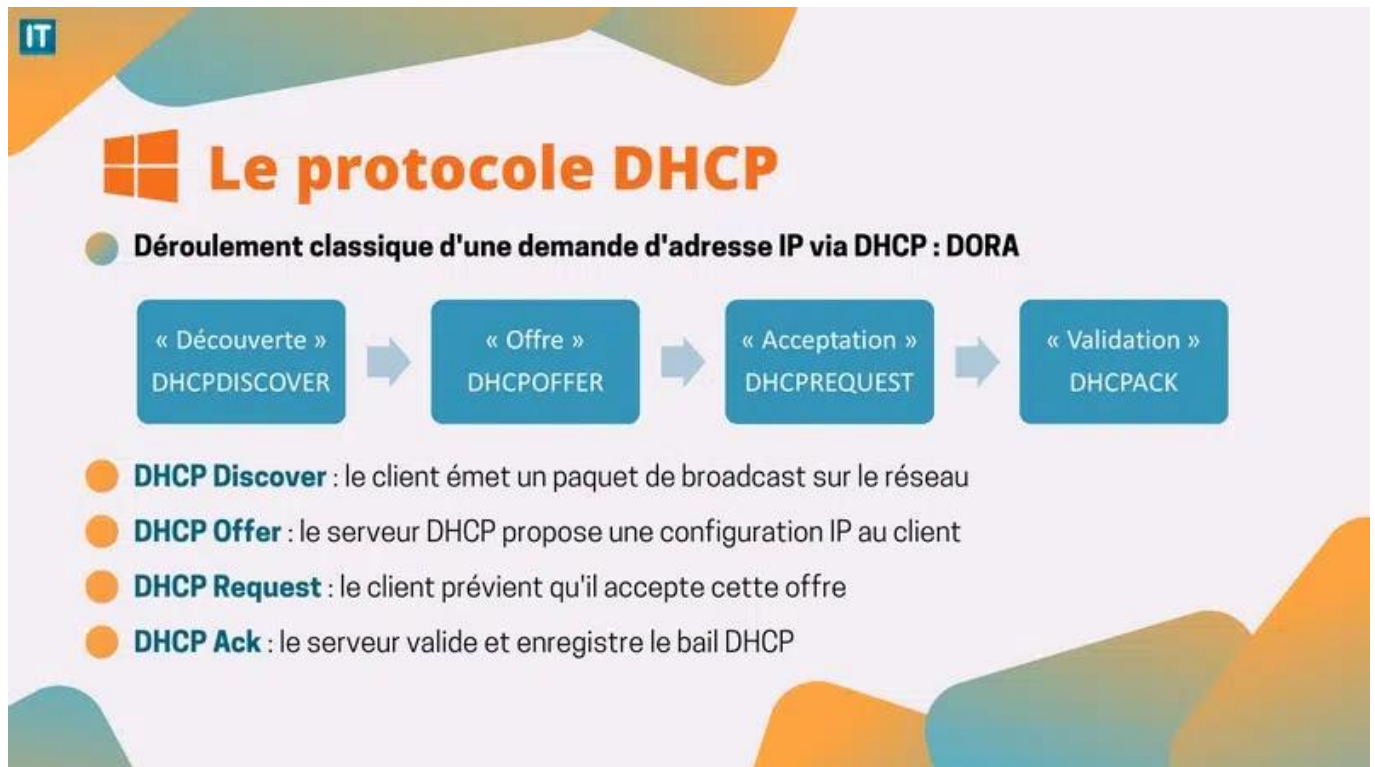 IT
Le protocole DHCP
Déroulement classique d'une demande d'adresse IP via DHCP : DORA
« Découverte »
DHCPDISCOVER
« Offre »
DHCPOFFER
« Acceptation »
DHCPREQUEST
« Validation »
DHCPACK
DHCP Discover : le client émet un paquet de broadcast sur le réseau
DHCP Offer : le serveur DHCP propose une configuration IP au client
DHCP Request : le client prévient qu'il accepte cette offre
DHCP Ack : le serveur valide et enregistre le bail DHCP